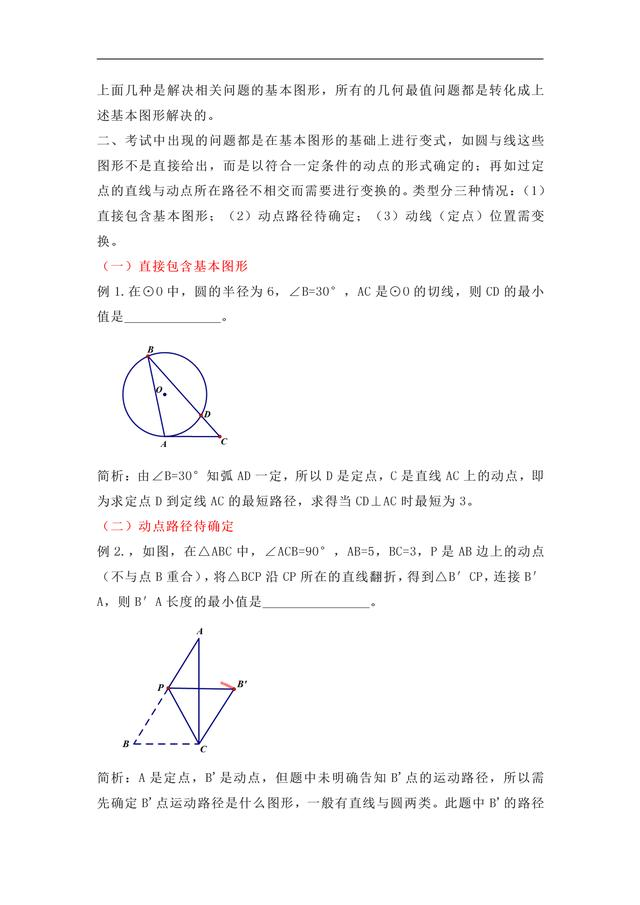 上面几种是解决相关问题的基本图形，所有的几何最值问题都是转化成上
述基本图形解决的。
二、考试中出现的问题都是在基本图形的基础上进行变式，如圆与线这些
图形不是直接给出，而是以符合一定条件的动点的形式确定的；再如过定
点的直线与动点所在路径不相交而需要进行变换的。类型分三种情况：（1）
直接包含基本图形；（2）动点路径待确定；（3）动线（定点）位置需变
换。
（一）直接包含基本图形
例 1.在⊙O 中，圆的半径为 6，∠B=30°，AC 是⊙O 的切线，则 CD 的最小
值是______________。
B
O
D
A
C
简析：由∠B=30°知弧 AD 一定，所以 D 是定点，C 是直线 AC 上的动点，即
为求定点 D 到定线 AC 的最短路径，求得当 CD⊥AC 时最短为 3。
（二）动点路径待确定
例 2.，如图，在△ABC 中，∠ACB=90°，AB=5，BC=3，P 是 AB 边上的动点
（不与点 B 重合），将△BCP 沿 CP 所在的直线翻折，得到△B′CP，连接 B′
A，则 B′A 长度的最小值是________________。
A
P
B'
B
C
简析：A 是定点，B'是动点，但题中未明确告知 B'点的运动路径，所以需
先确定 B'点运动路径是什么图形，一般有直线与圆两类。此题中 B'的路径